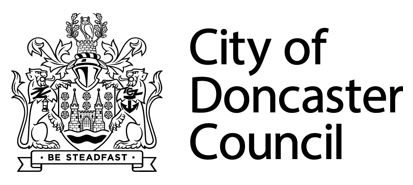 City of
Doncaster
Council
· BE STEADFAST ·